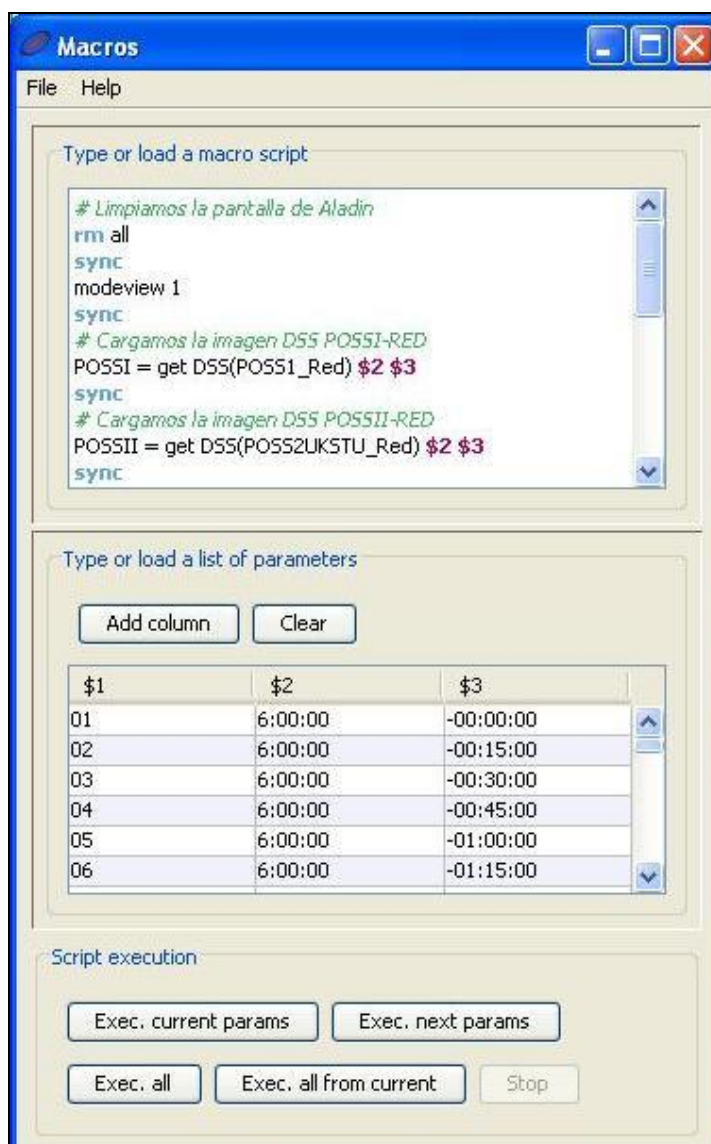 Macros
File Help
Type or load a macro script
# Limpiamos la pantalla de Aladin
rm all
sync
modeview 1
sync
# Cargamos la imagen DSS POSSI-RED
POSSI = get DSS(POSS1_Red) $2 $3
sync
# Cargamos la imagen DSS POSSII-RED
POSSII = get DSS(POSS2UKSTU_Red) $2 $3
sync
Type or load a list of parameters
Add column Clear
$1 $2 $3
01 6:00:00 -00:00:00
02 6:00:00 -00:15:00
03 6:00:00 -00:30:00
04 6:00:00 -00:45:00
05 6:00:00 -01:00:00
06 6:00:00 -01:15:00
Script execution
Exec. current params Exec. next params
Exec. all Exec. all from current Stop